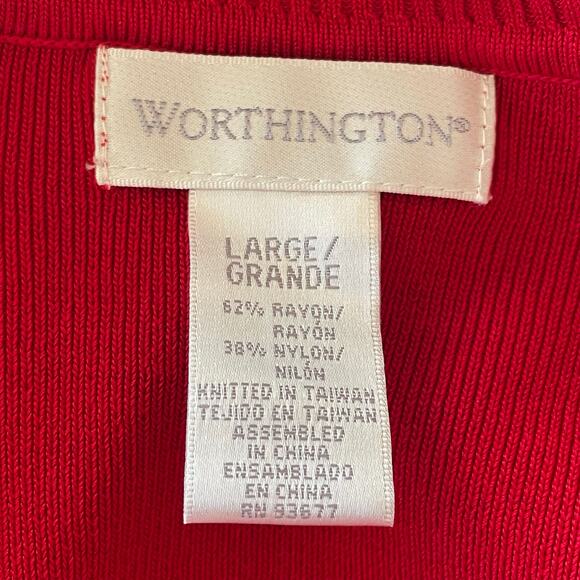 WORTHINGTON®
LARGE/
GRANDE
62% RAYON/
RAYÓN
38% NYLON/
NILÓN
KNITTED IN TAIWAN
TEJIDO EN TAIWAN
ASSEMBLED
IN CHINA
ENSAMBLADO
EN CHINA
RN 93677